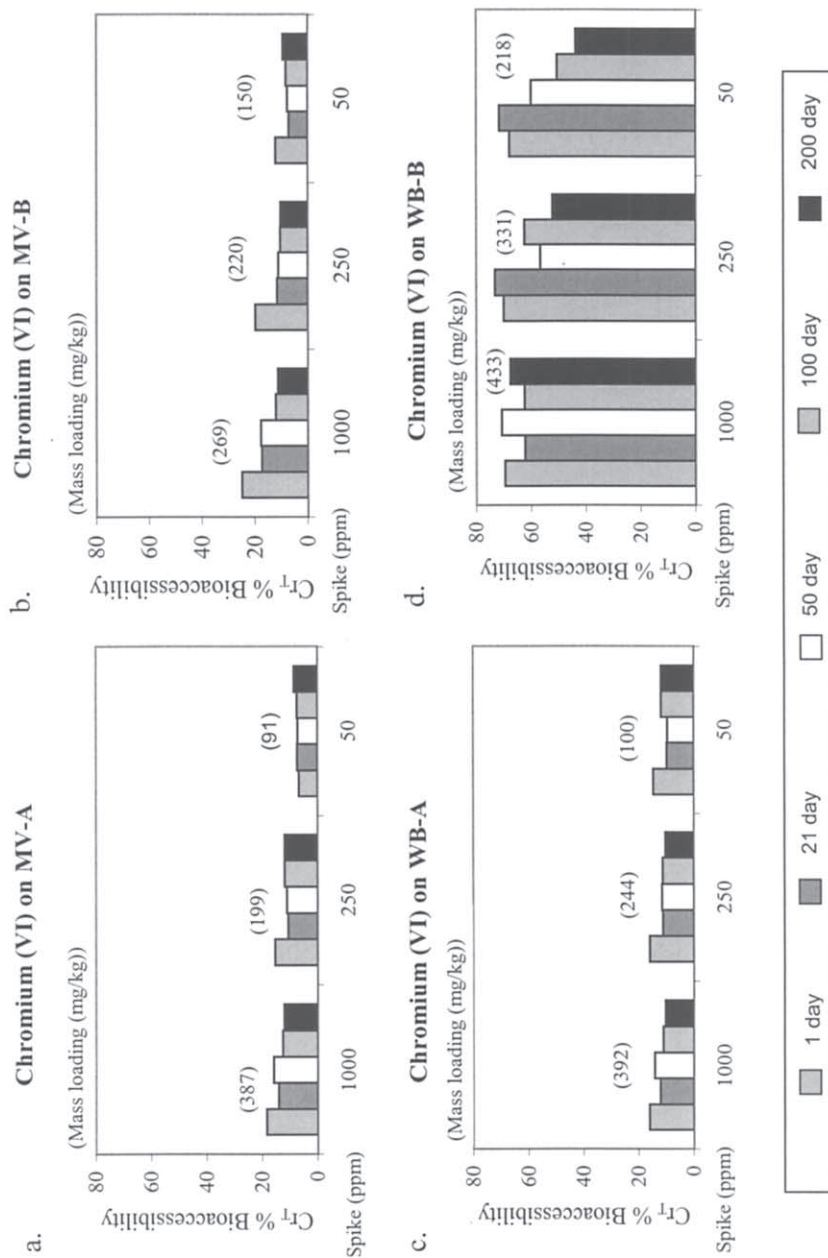 a.
Chromium (VI) on MV-A
(Mass loading (mg/kg))
Cr_T % Bioaccessibility
80
60
40
20
0
(387)
(199)
(91)
Spike (ppm)
1000
250
50
b.
Chromium (VI) on MV-B
(Mass loading (mg/kg))
Cr_T % Bioaccessibility
80
60
40
20
0
(269)
(220)
(150)
Spike (ppm)
1000
250
50
c.
Chromium (VI) on WB-A
(Mass loading (mg/kg))
Cr_T % Bioaccessibility
80
60
40
20
0
(392)
(244)
(100)
Spike (ppm)
1000
250
50
d.
Chromium (VI) on WB-B
(Mass loading (mg/kg))
Cr_T % Bioaccessibility
80
60
40
20
0
(433)
(331)
(218)
Spike (ppm)
1000
250
50
1 day
21 day
50 day
100 day
200 day